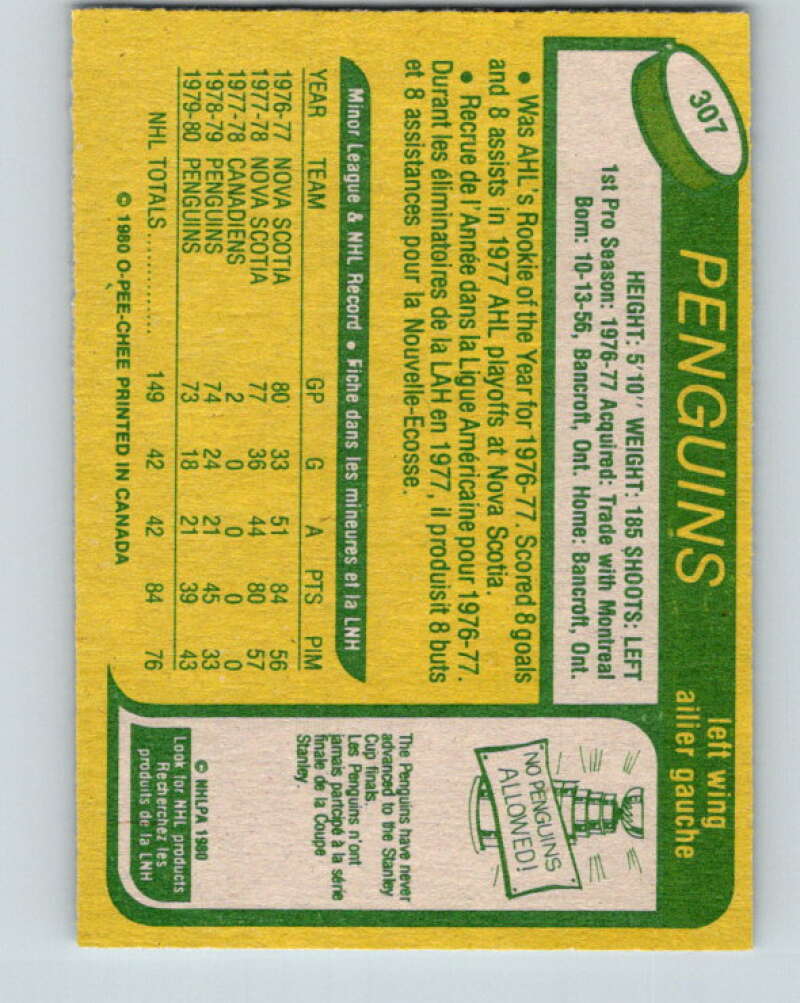 307
PENGUINS
left wing
ailier gauche
HEIGHT: 5'10" WEIGHT: 185 SHOOTS: LEFT
1st Pro Season: 1976-77 Acquired: Trade with Montreal
Born: 10-13-56, Bancroft, Ont. Home: Bancroft, Ont.
• Was AHL's Rookie of the Year for 1976-77. Scored 8 goals
and 8 assists in 1977 AHL playoffs at Nova Scotia.
• Recrue de l'Année dans la Ligue Américaine pour 1976-77.
Durant les éliminatoires de la LAH en 1977, il produisit 8 buts
et 8 assistances pour la Nouvelle-Ecosse.
Minor League & NHL Record • Fiche dans les mineures et la LNH
YEAR TEAM GP G A PTS PIM
1976-77 NOVA SCOTIA 80 33 51 84 56
1977-78 NOVA SCOTIA 77 36 44 80 57
1977-78 CANADIENS 2 0 0 0 0
1978-79 PENGUINS 74 24 21 45 33
1979-80 PENGUINS 73 18 21 39 43
NHL TOTALS ............. 149 42 42 84 76
© 1980 O-PEE-CHEE PRINTED IN CANADA
NO PENGUINS
ALLOWED!
The Penguins have never
advanced to the Stanley
Cup finals.
Les Penguins n'ont
jamais participé à la série
finale de la Coupe
Stanley.
© NHLPA 1980
Look for NHL products
Recherchez les
produits de la LNH